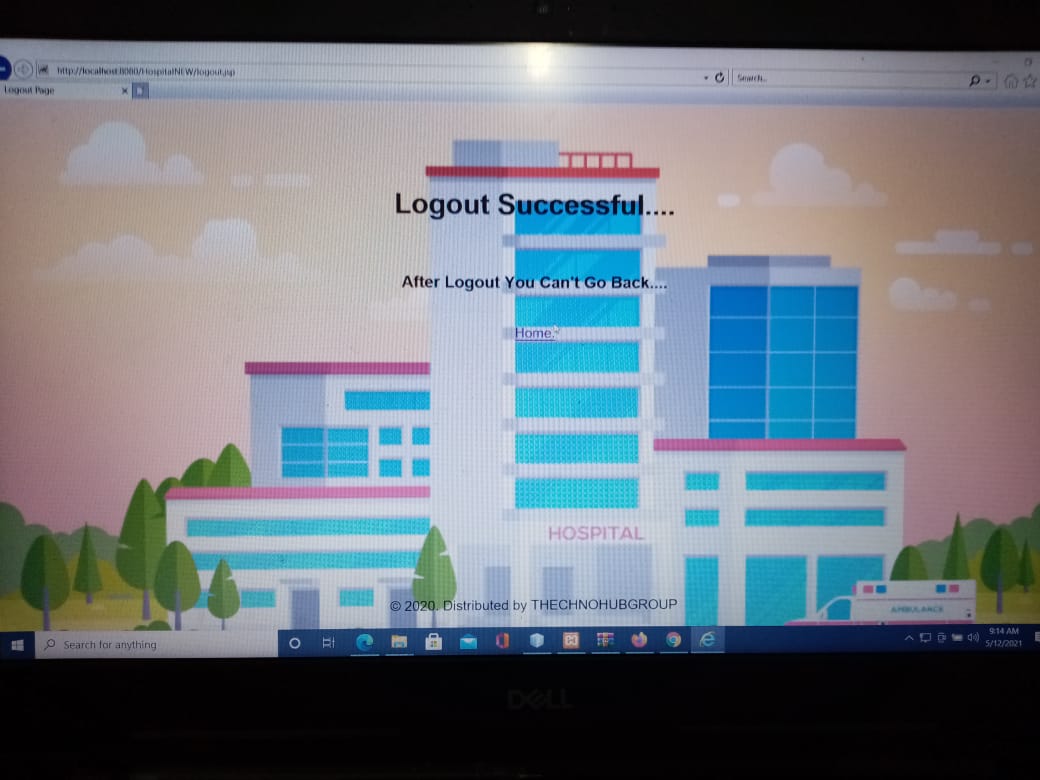 http://localhost:8080/HospitalNEW/logout.jsp
Search...
Logout Page
Logout Successful....
After Logout You Can't Go Back....
Home.
HOSPITAL
© 2020. Distributed by THECHNOHUBGROUP
AMBULANCE
Search for anything
9:14 AM
5/12/2021
DELL